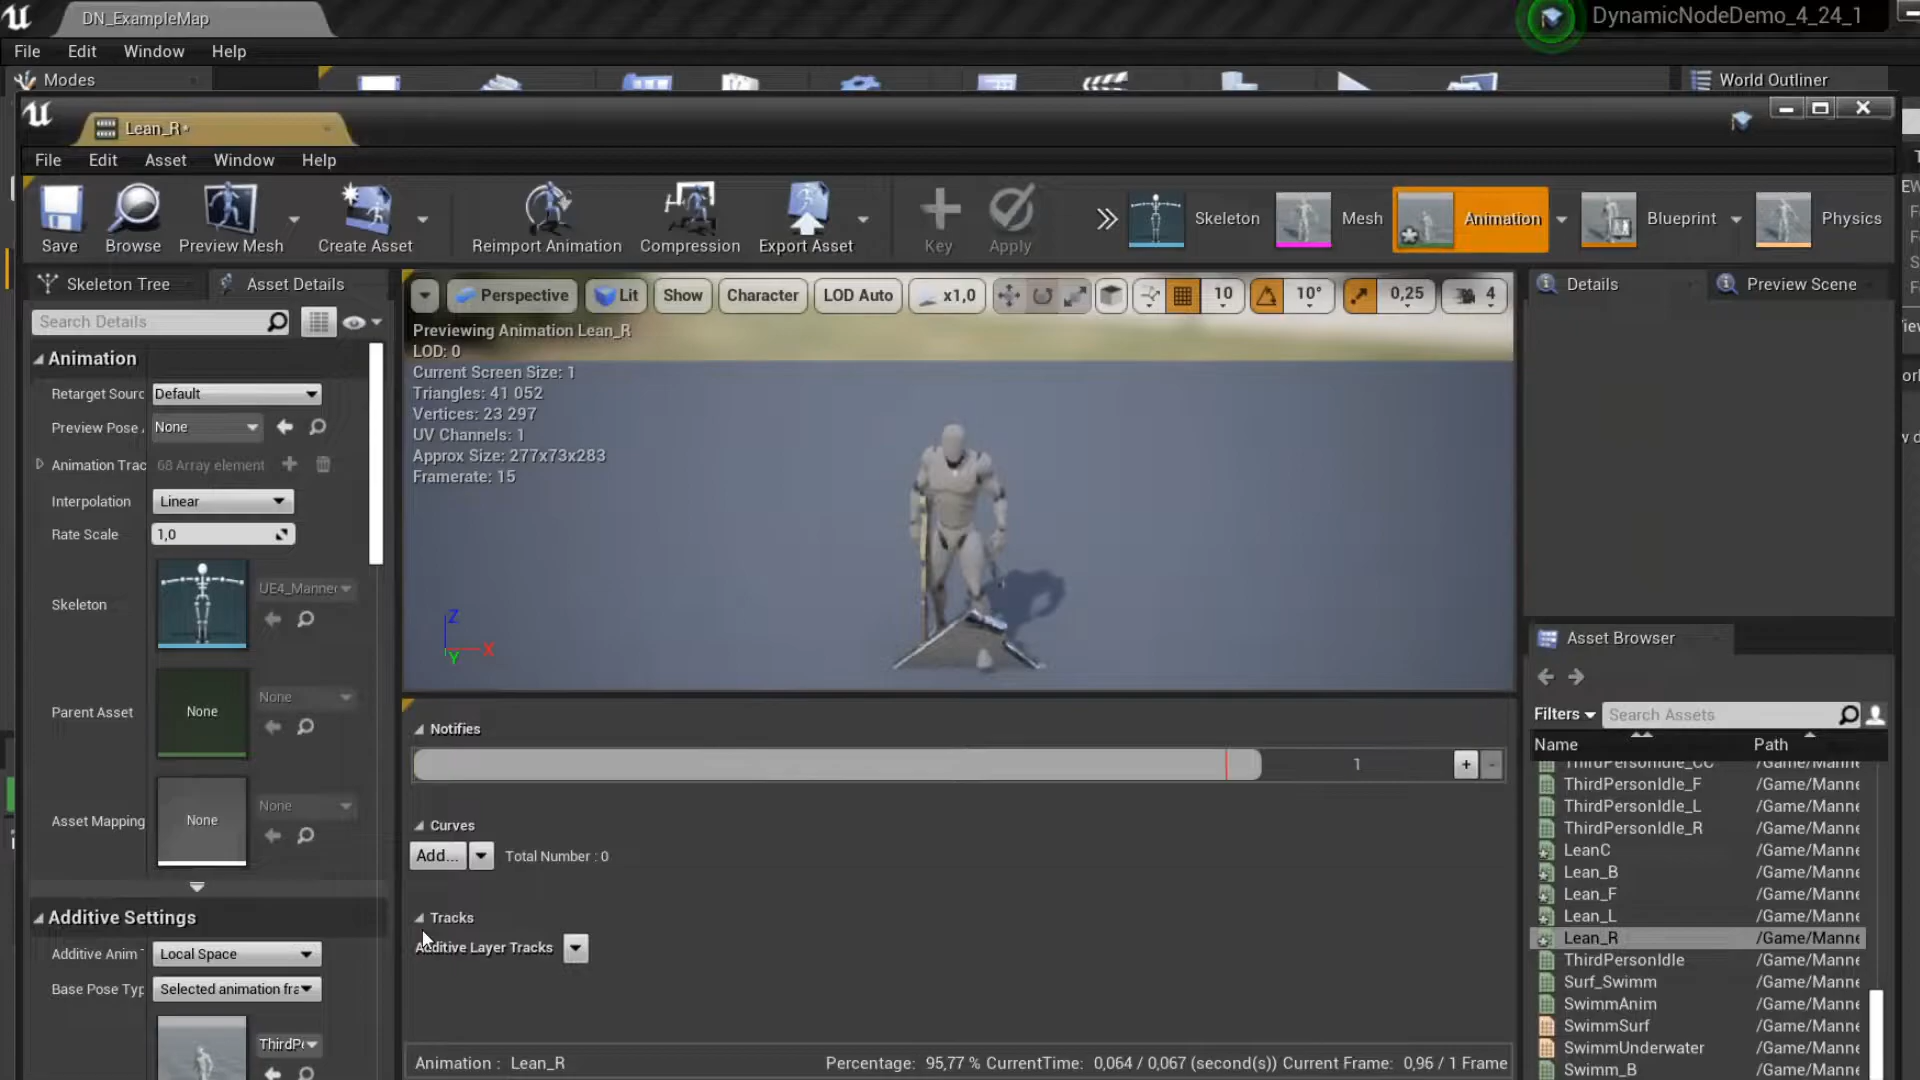 DN_ExampleMap
DynamicNodeDemo_4_24_1
File Edit Window Help
Modes
World Outliner
Lean_R*
File Edit Asset Window Help
Save Browse Preview Mesh Create Asset Reimport Animation Compression Export Asset Key Apply Skeleton Mesh Animation Blueprint Physics
Skeleton Tree Asset Details
Search Details
Animation
Retarget Sourc Default
Preview Pose None
Animation Trac 68 Array element
Interpolation Linear
Rate Scale 1,0
Skeleton UE4_Manne
Parent Asset None None
Asset Mapping None None
Additive Settings
Additive Anim Local Space
Base Pose Typ Selected animation fra
ThirdP
Perspective Lit Show Character LOD Auto x1,0 10 10° 0,25 4
Previewing Animation Lean_R
LOD: 0
Current Screen Size: 1
Triangles: 41 052
Vertices: 23 297
UV Channels: 1
Approx Size: 277x73x283
Framerate: 15
Z
X
Y
Notifies
1
+ -
Curves
Add... Total Number : 0
Tracks
Additive Layer Tracks
Animation : Lean_R Percentage: 95,77 % CurrentTime: 0,064 / 0,067 (second(s)) Current Frame: 0,96 / 1 Frame
Details Preview Scene
Asset Browser
Filters Search Assets
Name Path
ThirdPersonIdle_CC /Game/Manne
ThirdPersonIdle_F /Game/Manne
ThirdPersonIdle_L /Game/Manne
ThirdPersonIdle_R /Game/Manne
LeanC /Game/Manne
Lean_B /Game/Manne
Lean_F /Game/Manne
Lean_L /Game/Manne
Lean_R /Game/Manne
ThirdPersonIdle /Game/Manne
Surf_Swimm /Game/Manne
SwimmAnim /Game/Manne
SwimmSurf /Game/Manne
SwimmUnderwater /Game/Manne
Swimm_B /Game/Manne